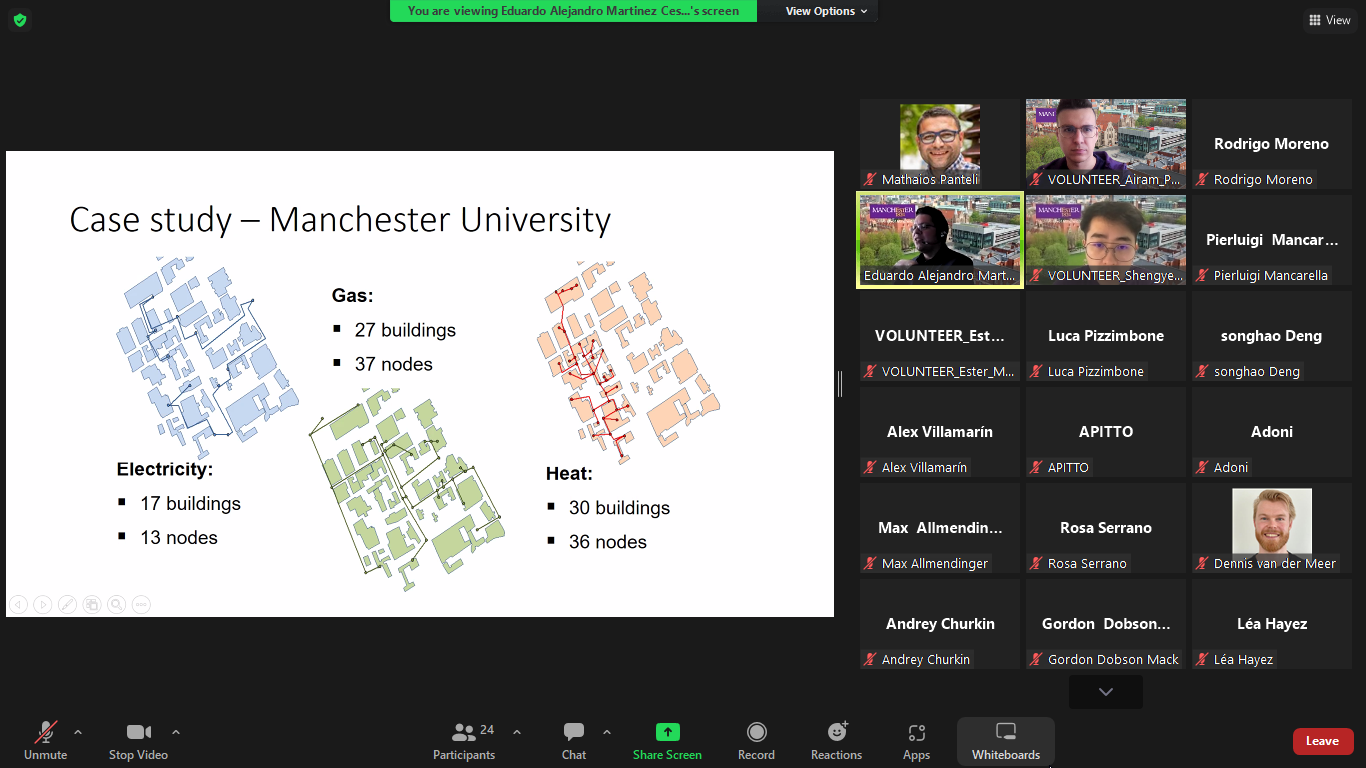 You are viewing Eduardo Alejandro Martinez Ces...'s screen
View Options
View
Case study – Manchester University
Gas:
27 buildings
37 nodes
Electricity:
17 buildings
13 nodes
Heat:
30 buildings
36 nodes
Mathaios Panteli
MAN
VOLUNTEER_Airam_P...
Rodrigo Moreno
Rodrigo Moreno
MANCHESTER
1824
Eduardo Alejandro Mart...
MANCHESTER
VOLUNTEER_Shengye...
Pierluigi Mancar...
Pierluigi Mancarella
VOLUNTEER_Est...
VOLUNTEER_Ester_M...
Luca Pizzimbone
Luca Pizzimbone
songhao Deng
songhao Deng
Alex Villamarín
Alex Villamarín
APITTO
APITTO
Adoni
Adoni
Max Allmendin...
Max Allmendinger
Rosa Serrano
Rosa Serrano
Dennis van der Meer
Andrey Churkin
Andrey Churkin
Gordon Dobson...
Gordon Dobson Mack
Léa Hayez
Léa Hayez
Unmute
Stop Video
24
Participants
Chat
Share Screen
Record
Reactions
Apps
Whiteboards
Leave